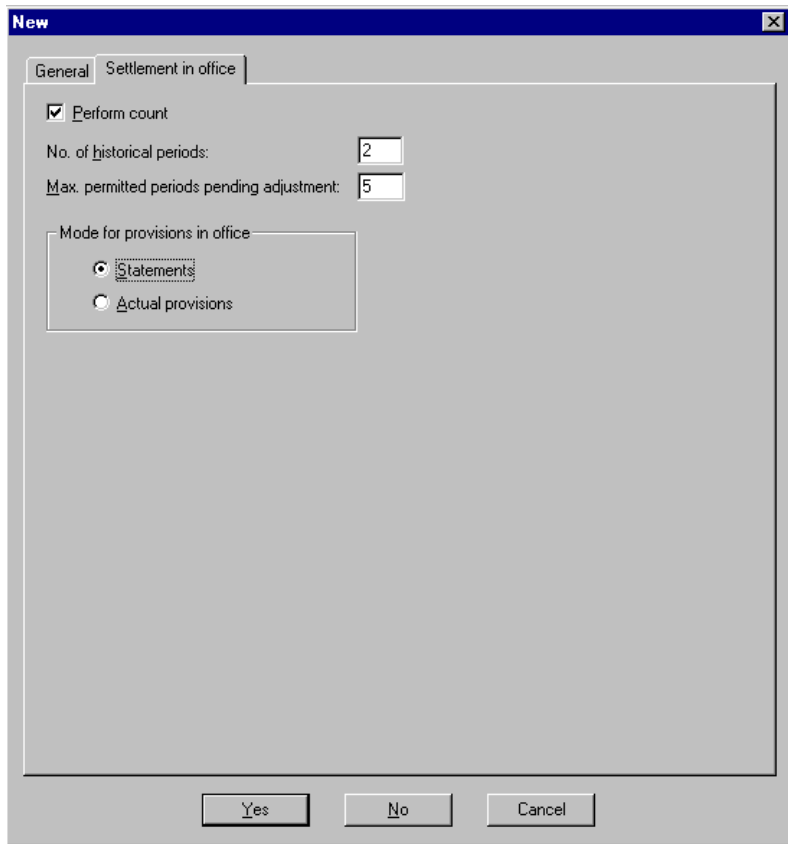 New
General Settlement in office
Perform count
No. of historical periods: 2
Max. permitted periods pending adjustment: 5
Mode for provisions in office
Statements
Actual provisions
Yes No Cancel